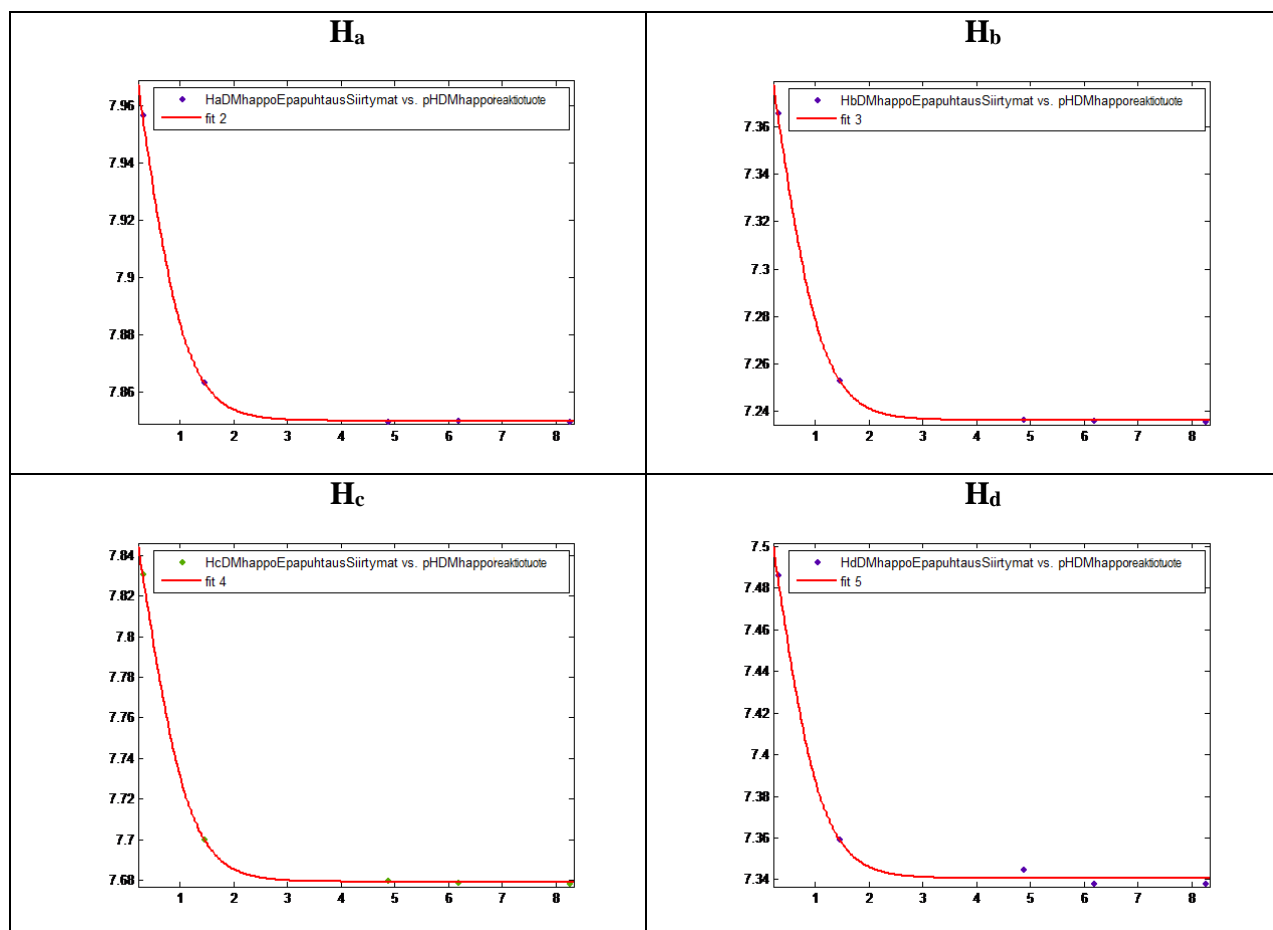 Ha
HaDMhappoEpapuhtausSiirtymat vs. pHDMhapporeaktiotuote
fit 2
7.96
7.94
7.92
7.9
7.88
7.86
1 2 3 4 5 6 7 8
Hb
HbDMhappoEpapuhtausSiirtymat vs. pHDMhapporeaktiotuote
fit 3
7.36
7.34
7.32
7.3
7.28
7.26
7.24
1 2 3 4 5 6 7 8
Hc
HcDMhappoEpapuhtausSiirtymat vs. pHDMhapporeaktiotuote
fit 4
7.84
7.82
7.8
7.78
7.76
7.74
7.72
7.7
7.68
1 2 3 4 5 6 7 8
Hd
HdDMhappoEpapuhtausSiirtymat vs. pHDMhapporeaktiotuote
fit 5
7.5
7.48
7.46
7.44
7.42
7.4
7.38
7.36
7.34
1 2 3 4 5 6 7 8